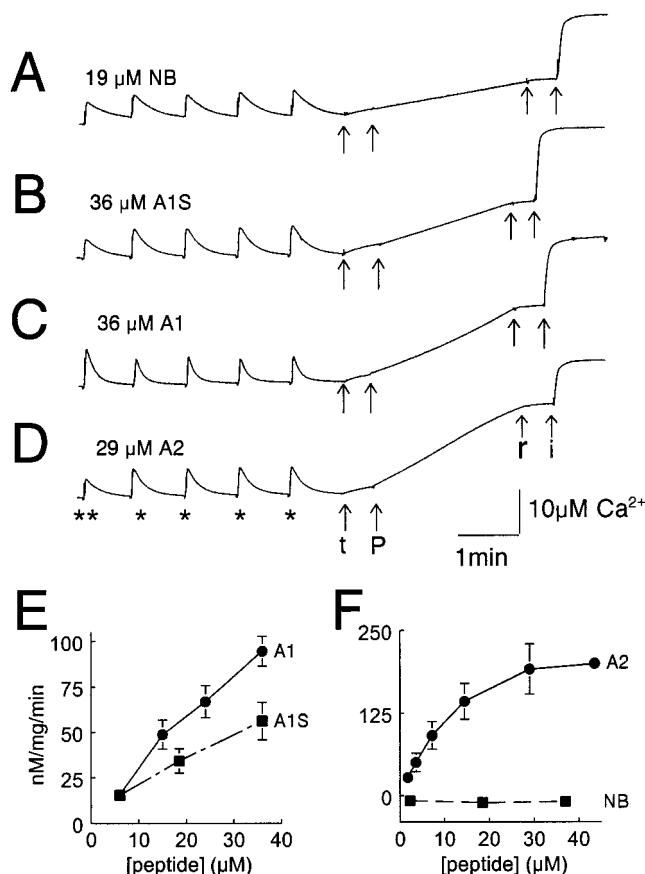 A
19 µM NB
B
36 µM A1S
C
36 µM A1
D
29 µM A2
r i
** * * * *
t P
10µM Ca²⁺
1min
E
F
100
75
50
25
nM/mg/min
A1
A1S
0 10 20 30 40
[peptide] (µM)
250
125
0
A2
NB
0 10 20 30 40 50
[peptide] (µM)